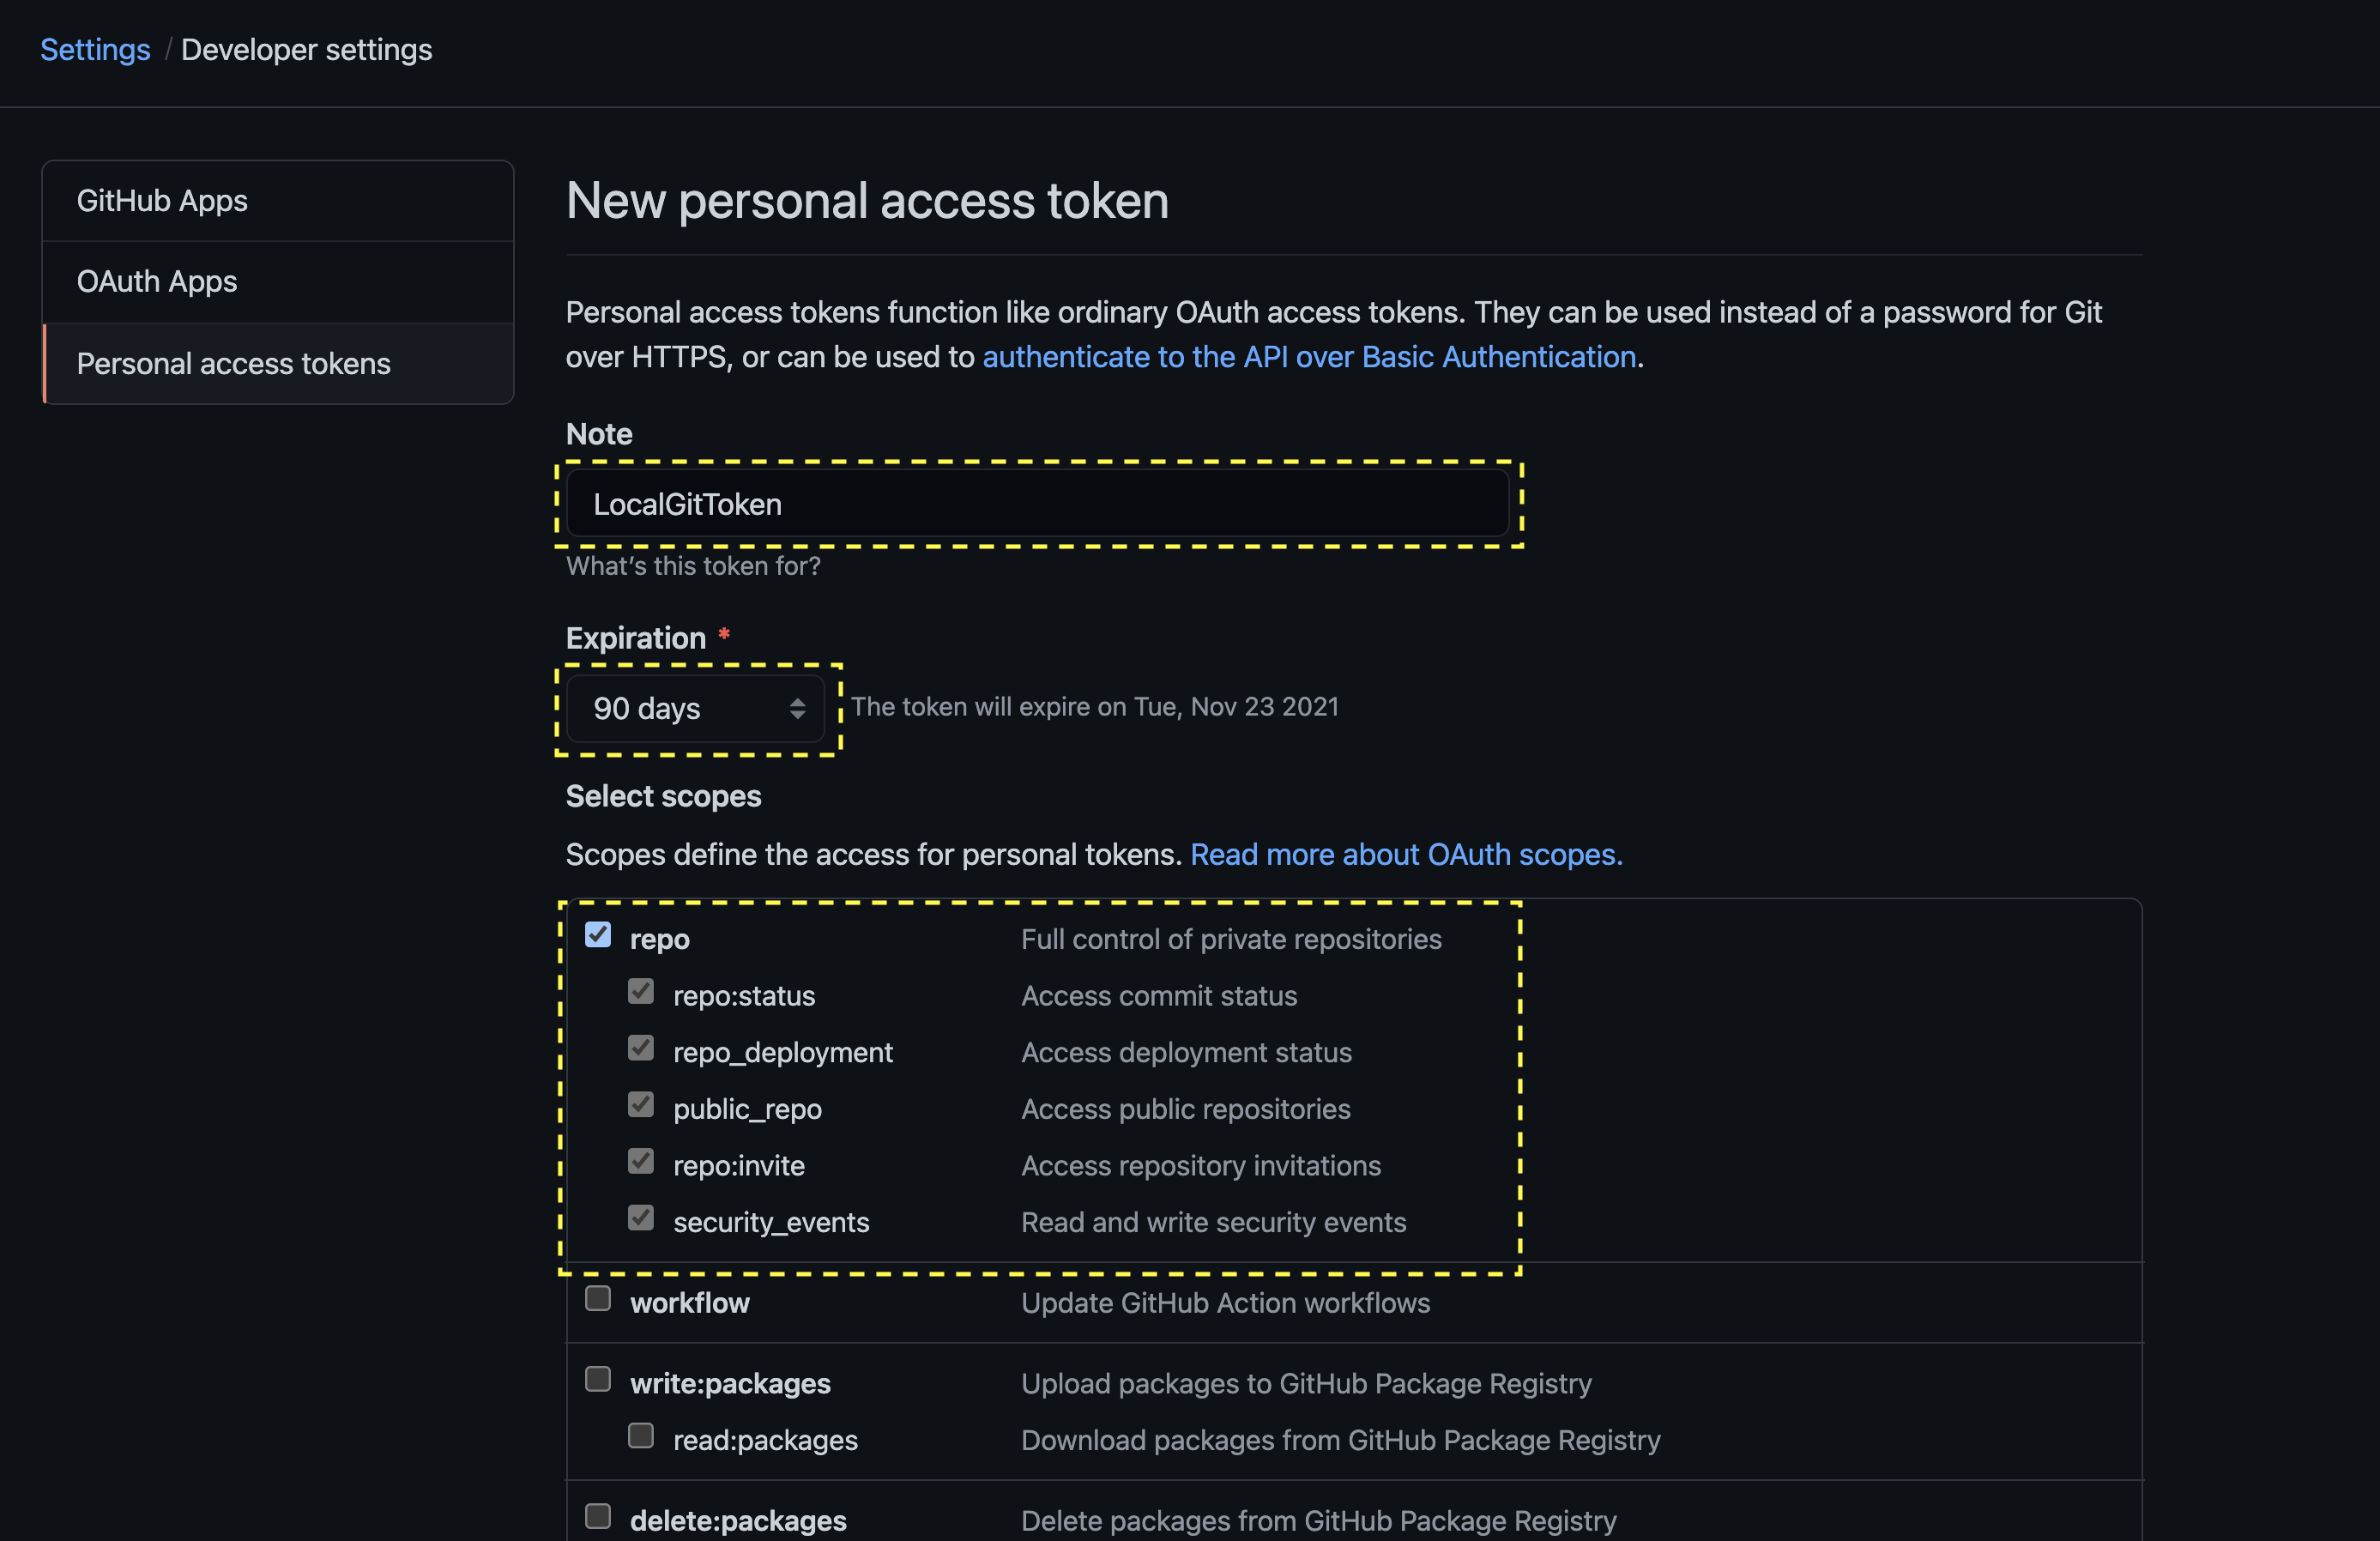 Settings / Developer settings
GitHub Apps
OAuth Apps
Personal access tokens
New personal access token
Personal access tokens function like ordinary OAuth access tokens. They can be used instead of a password for Git
over HTTPS, or can be used to authenticate to the API over Basic Authentication.
Note
LocalGitToken
What's this token for?
Expiration *
90 days The token will expire on Tue, Nov 23 2021
Select scopes
Scopes define the access for personal tokens. Read more about OAuth scopes.
repo Full control of private repositories
repo:status Access commit status
repo_deployment Access deployment status
public_repo Access public repositories
repo:invite Access repository invitations
security_events Read and write security events
workflow Update GitHub Action workflows
write:packages Upload packages to GitHub Package Registry
read:packages Download packages from GitHub Package Registry
delete:packages Delete packages from GitHub Package Registry